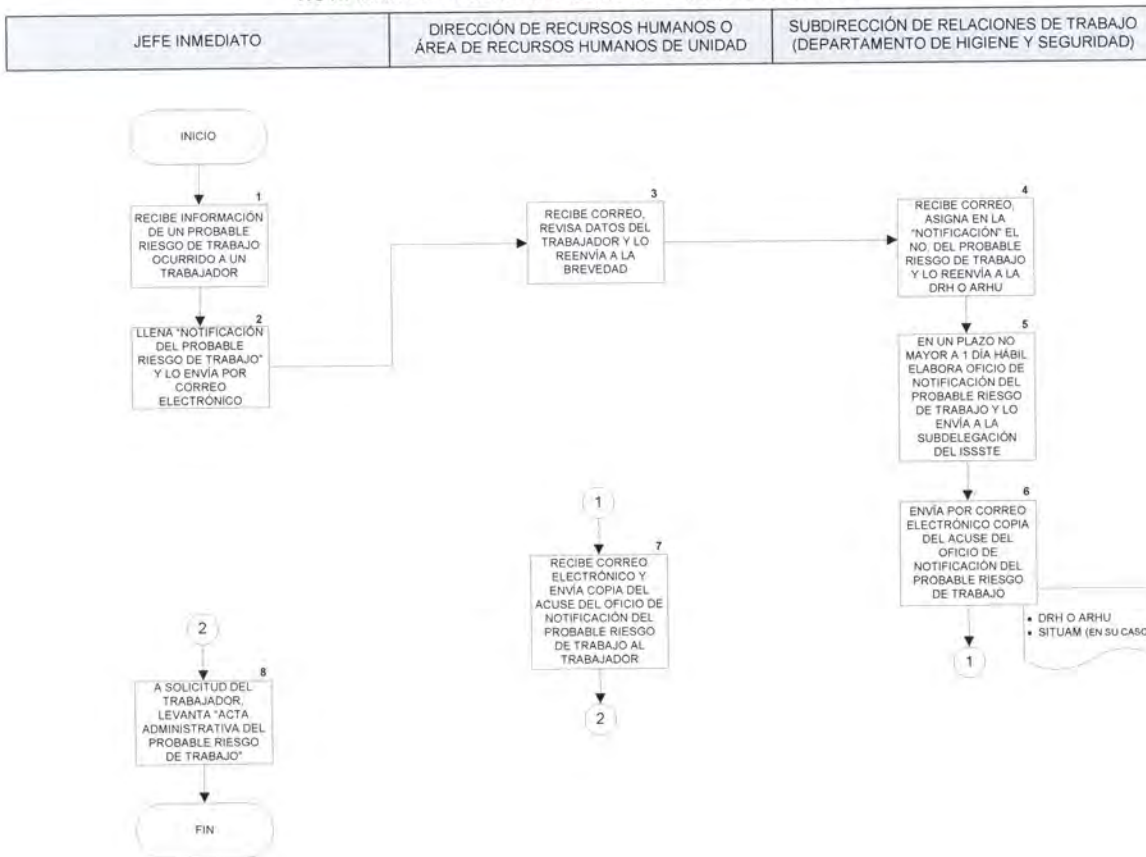 JEFE INMEDIATO
DIRECCIÓN DE RECURSOS HUMANOS O
ÁREA DE RECURSOS HUMANOS DE UNIDAD
SUBDIRECCIÓN DE RELACIONES DE TRABAJO
(DEPARTAMENTO DE HIGIENE Y SEGURIDAD)
INICIO
1
RECIBE INFORMACIÓN
DE UN PROBABLE
RIESGO DE TRABAJO
OCURRIDO A UN
TRABAJADOR
2
LLENA "NOTIFICACIÓN
DEL PROBABLE
RIESGO DE TRABAJO"
Y LO ENVÍA POR
CORREO
ELECTRÓNICO
3
RECIBE CORREO,
REVISA DATOS DEL
TRABAJADOR Y LO
REENVÍA A LA
BREVEDAD
4
RECIBE CORREO,
ASIGNA EN LA
"NOTIFICACIÓN" EL
NO. DEL PROBABLE
RIESGO DE TRABAJO
Y LO REENVÍA A LA
DRH O ARHU
5
EN UN PLAZO NO
MAYOR A 1 DÍA HÁBIL
ELABORA OFICIO DE
NOTIFICACIÓN DEL
PROBABLE RIESGO
DE TRABAJO Y LO
ENVÍA A LA
SUBDELEGACIÓN
DEL ISSSTE
6
ENVÍA POR CORREO
ELECTRÓNICO COPIA
DEL ACUSE DEL
OFICIO DE
NOTIFICACIÓN DEL
PROBABLE RIESGO
DE TRABAJO
• DRH O ARHU
• SITUAM (EN SU CASO
1
1
7
RECIBE CORREO
ELECTRÓNICO Y
ENVÍA COPIA DEL
ACUSE DEL OFICIO DE
NOTIFICACIÓN DEL
PROBABLE RIESGO
DE TRABAJO AL
TRABAJADOR
2
2
8
A SOLICITUD DEL
TRABAJADOR,
LEVANTA "ACTA
ADMINISTRATIVA DEL
PROBABLE RIESGO
DE TRABAJO"
FIN